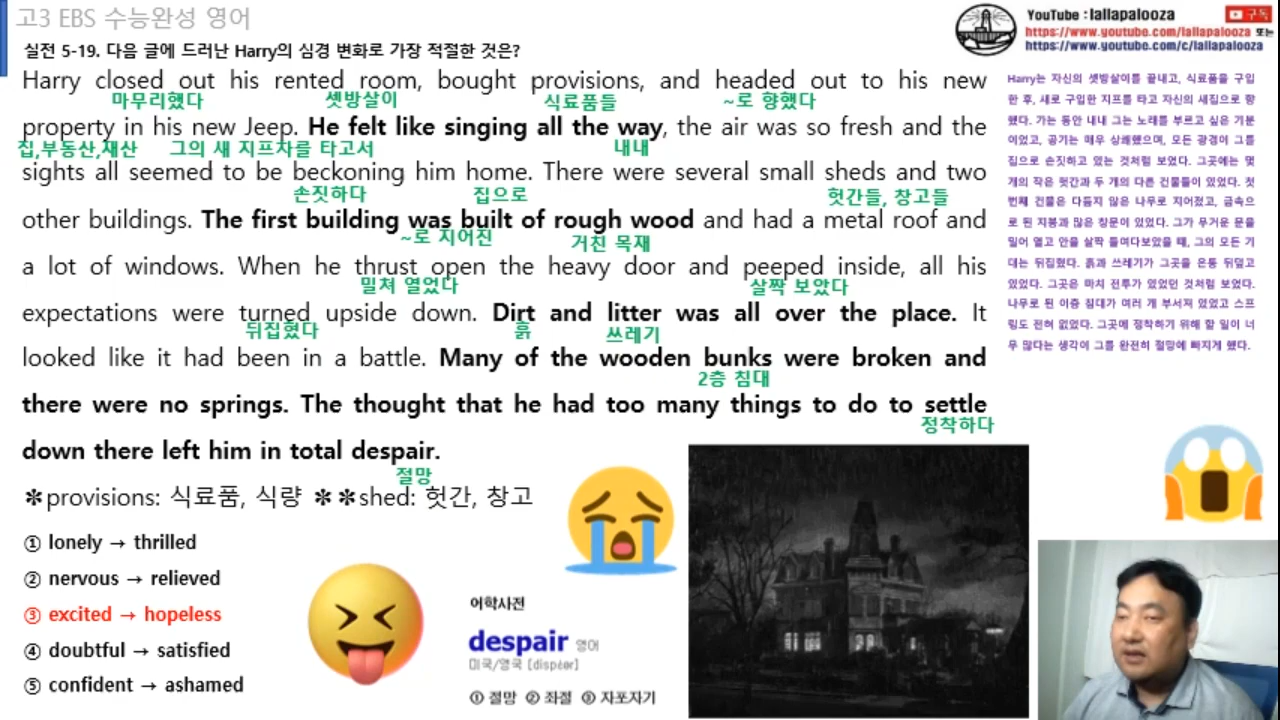 고3 EBS 수능완성 영어
YouTube : lallapalooza
구독
https://www.youtube.com/lallapalooza 또는
https://www.youtube.com/c/lallapalooza
실전 5-19. 다음 글에 드러난 Harry의 심경 변화로 가장 적절한 것은?
Harry closed out his rented room, bought provisions, and headed out to his new
마무리했다 셋방살이 식료품들 ~로 향했다
property in his new Jeep. He felt like singing all the way, the air was so fresh and the
집,부동산,재산 그의 새 지프차를 타고서 내내
sights all seemed to be beckoning him home. There were several small sheds and two
손짓하다 집으로 헛간들, 창고들
other buildings. The first building was built of rough wood and had a metal roof and
~로 지어진 거친 목재
a lot of windows. When he thrust open the heavy door and peeped inside, all his
밀쳐 열었다 살짝 보았다
expectations were turned upside down. Dirt and litter was all over the place. It
뒤집혔다 흙 쓰레기
looked like it had been in a battle. Many of the wooden bunks were broken and
2층 침대
there were no springs. The thought that he had too many things to do to settle
정착하다
down there left him in total despair.
절망
✻provisions: 식료품, 식량 ✻✻shed: 헛간, 창고
① lonely → thrilled
② nervous → relieved
③ excited → hopeless
④ doubtful → satisfied
⑤ confident → ashamed
어학사전
despair 영어
미국/영국 [dispéər]
① 절망 ② 좌절 ③ 자포자기
Harry는 자신의 셋방살이를 끝내고, 식료품을 구입
한 후, 새로 구입한 지프를 타고 자신의 새집으로 향
했다. 가는 동안 내내 그는 노래를 부르고 싶은 기분
이었고, 공기는 매우 상쾌했으며, 모든 광경이 그를
집으로 손짓하고 있는 것처럼 보였다. 그곳에는 몇
개의 작은 헛간과 두 개의 다른 건물들이 있었다. 첫
번째 건물은 다듬지 않은 나무로 지어졌고, 금속으
로 된 지붕과 많은 창문이 있었다. 그가 무거운 문을
밀어 열고 안을 살짝 들여다보았을 때, 그의 모든 기
대는 뒤집혔다. 흙과 쓰레기가 그곳을 온통 뒤덮고
있었다. 그곳은 마치 전투가 있었던 것처럼 보였다.
나무로 된 이층 침대가 여러 개 부서져 있었고 스프
링도 전혀 없었다. 그곳에 정착하기 위해 할 일이 너
무 많다는 생각이 그를 완전히 절망에 빠지게 했다.